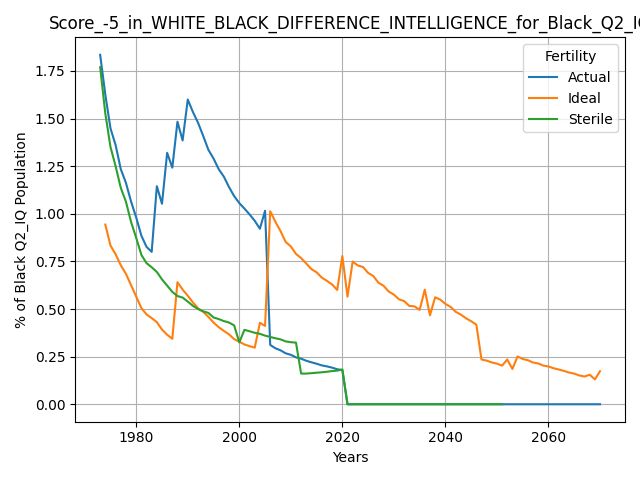 Score_-5_in_WHITE_BLACK_DIFFERENCE_INTELLIGENCE_for_Black_Q2_IQ
Fertility
Actual
Ideal
Sterile
% of Black Q2_IQ Population
1.75
1.50
1.25
1.00
0.75
0.50
0.25
0.00
1980 2000 2020 2040 2060
Years